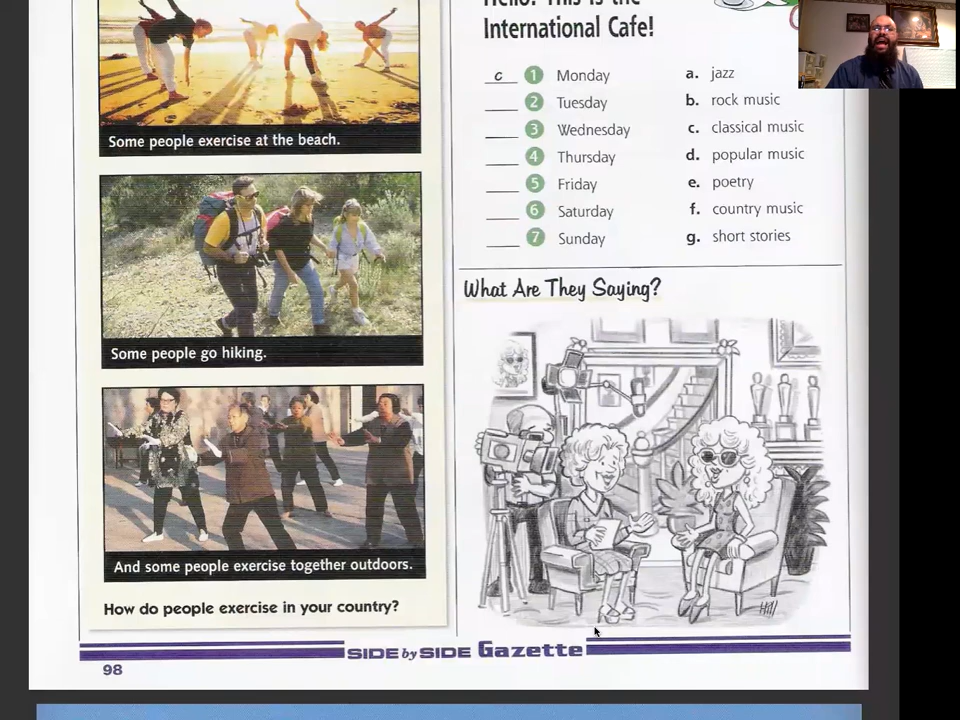 Some people exercise at the beach.
Some people go hiking.
And some people exercise together outdoors.
How do people exercise in your country?
International Cafe!
c 1 Monday a. jazz
2 Tuesday b. rock music
3 Wednesday c. classical music
4 Thursday d. popular music
5 Friday e. poetry
6 Saturday f. country music
7 Sunday g. short stories
What Are They Saying?
Hill
SIDE by SIDE Gazette
98